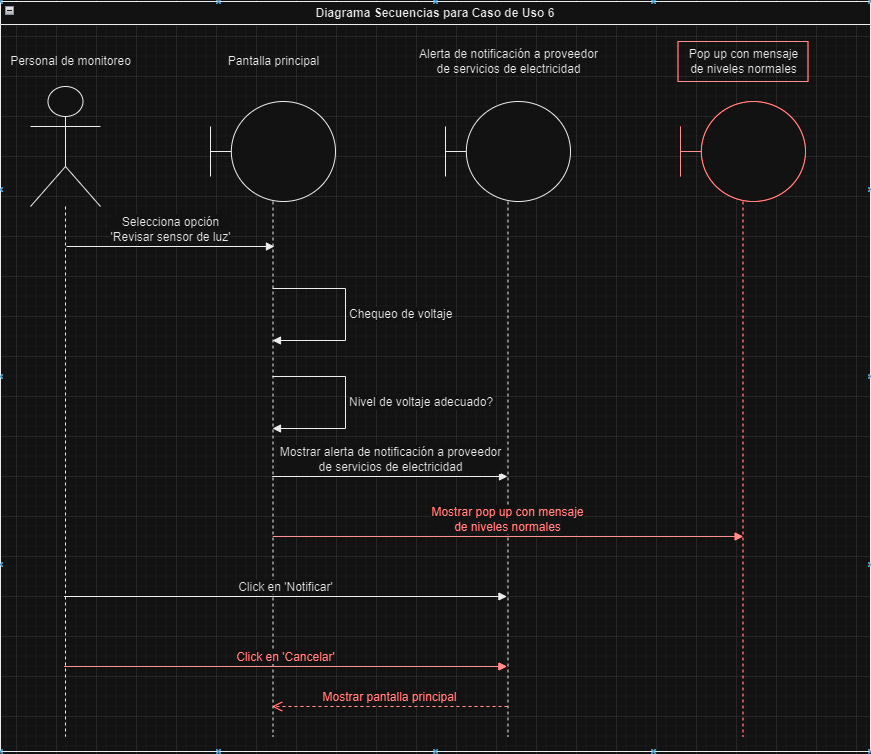 Diagrama Secuencias para Caso de Uso 6
Personal de monitoreo
Pantalla principal
Alerta de notificación a proveedor
de servicios de electricidad
Pop up con mensaje
de niveles normales
Selecciona opción
'Revisar sensor de luz'
Chequeo de voltaje
Nivel de voltaje adecuado?
Mostrar alerta de notificación a proveedor
de servicios de electricidad
Mostrar pop up con mensaje
de niveles normales
Click en 'Notificar'
Click en 'Cancelar'
Mostrar pantalla principal